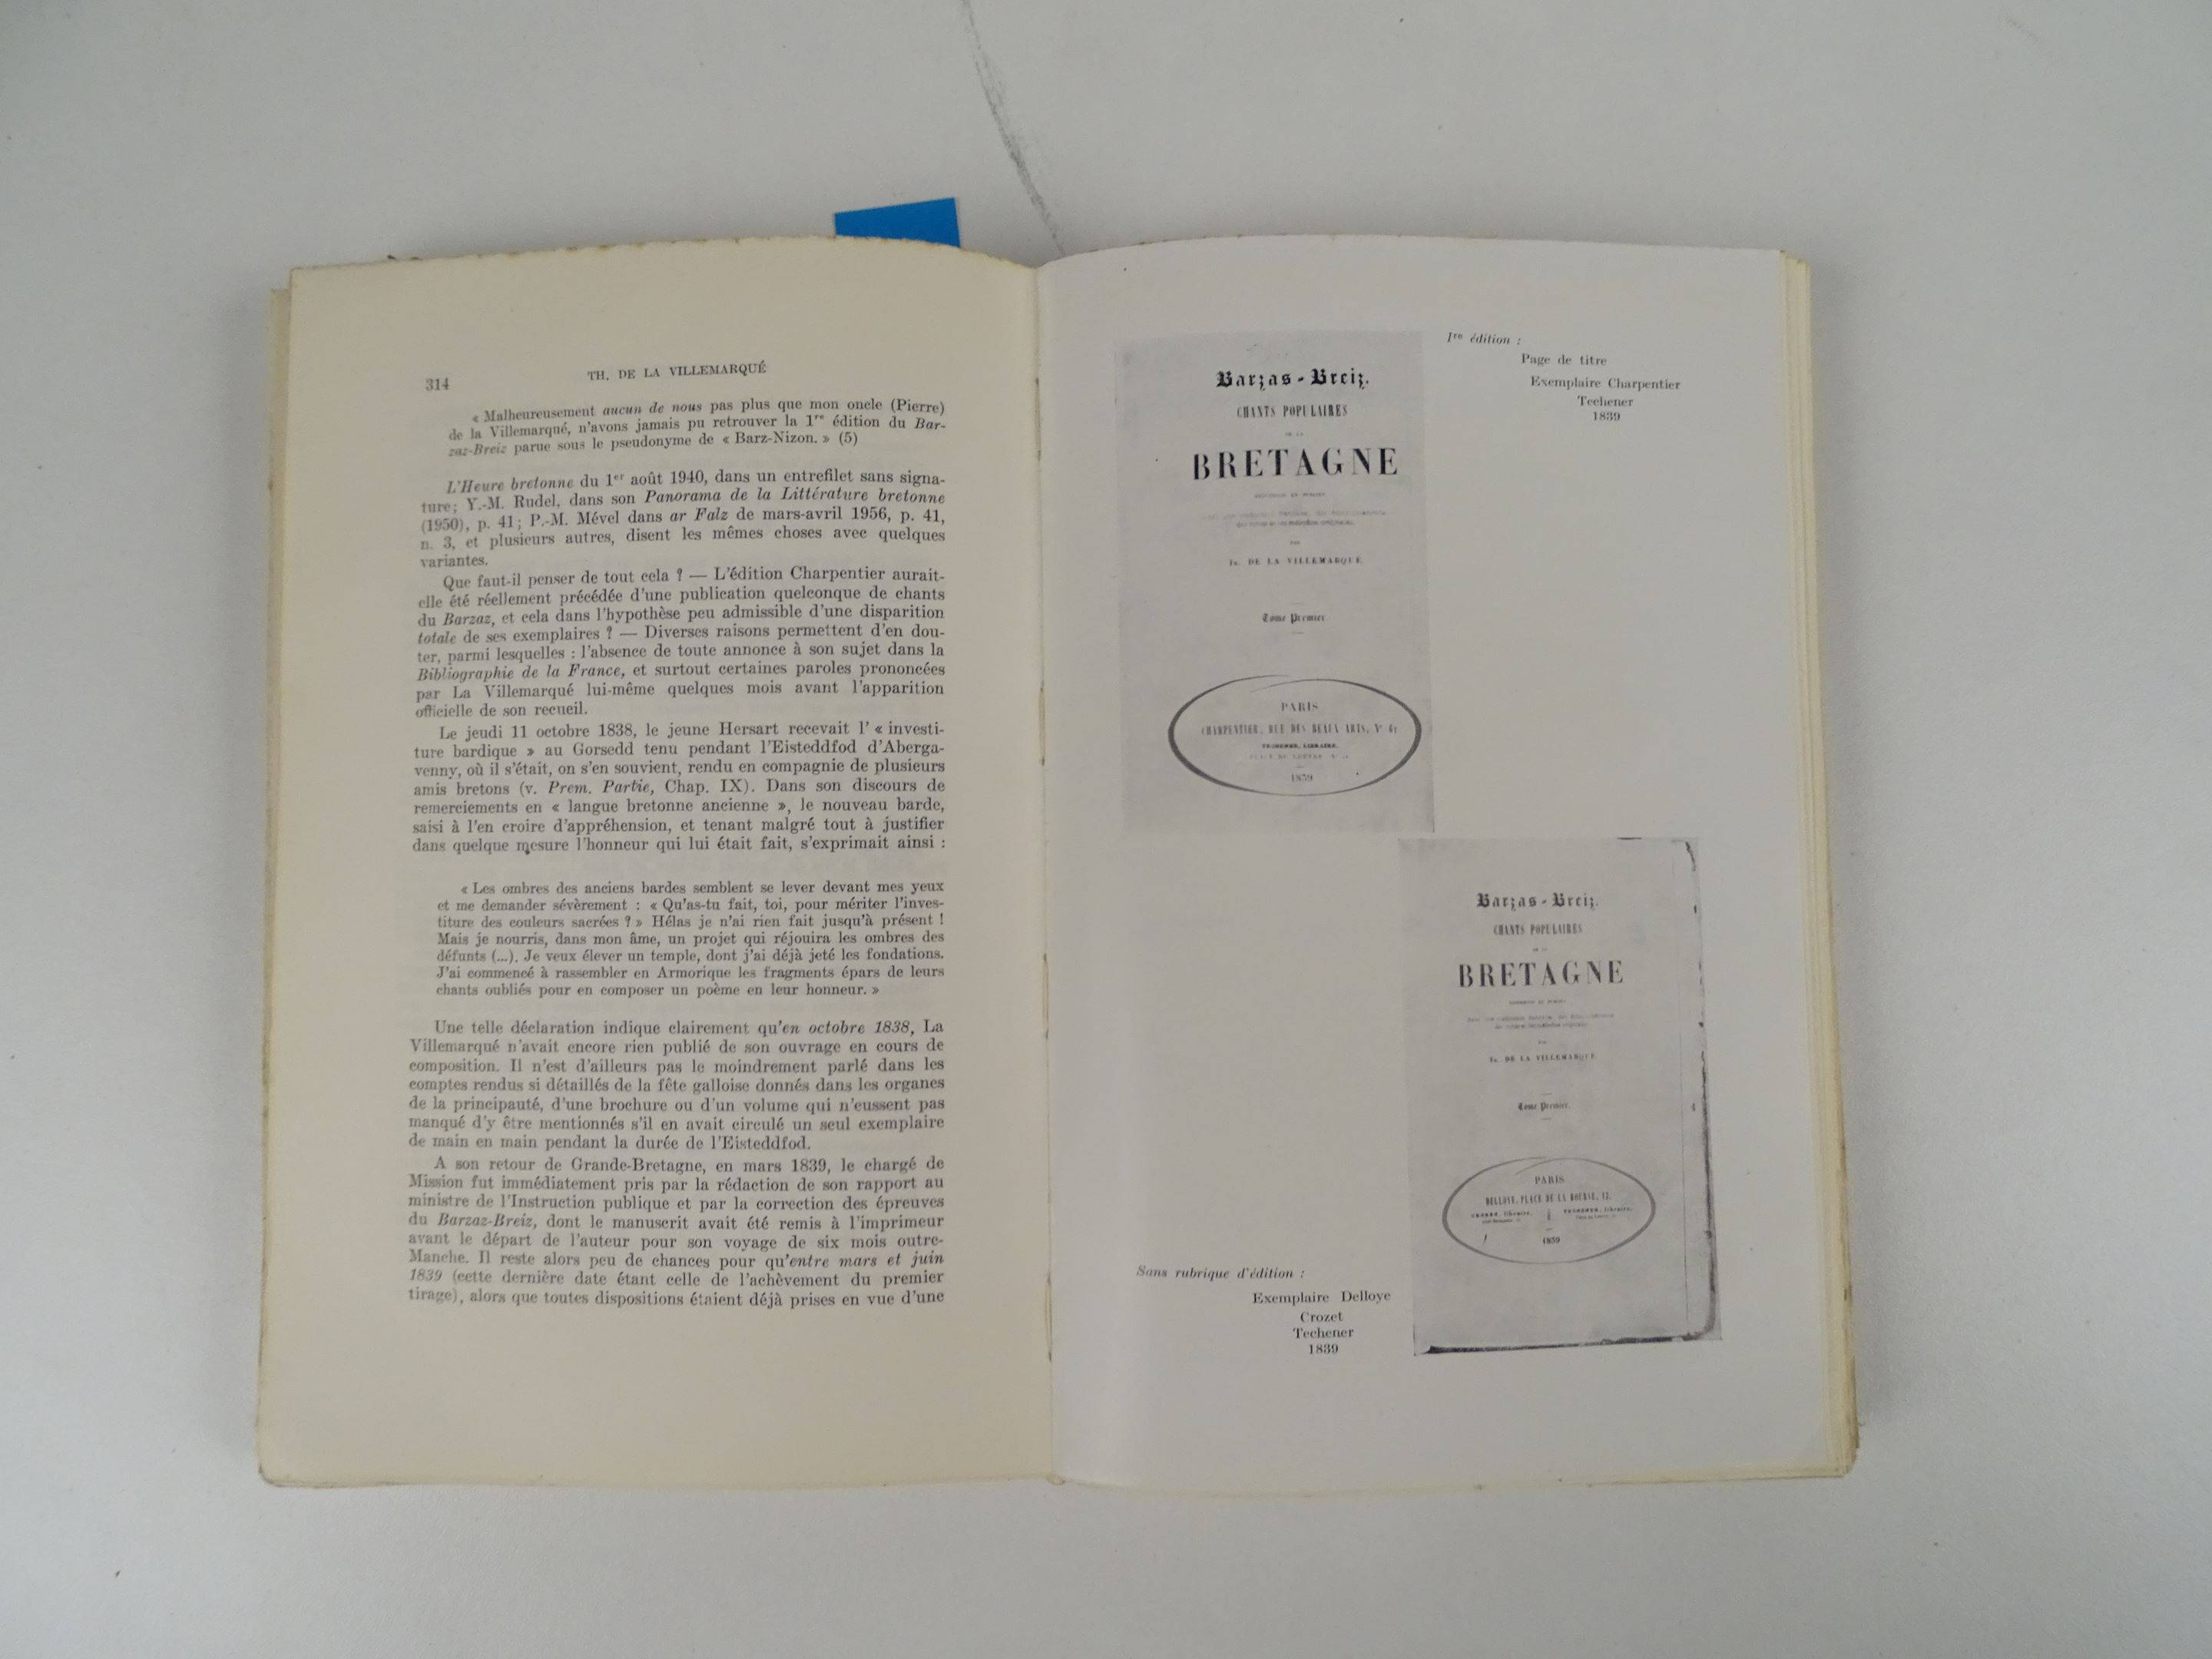 314
TH. DE LA VILLEMARQUÉ
« Malheureusement aucun de nous pas plus que mon oncle (Pierre)
de la Villemarqué, n'avons jamais pu retrouver la 1re édition du Bar-
zaz-Breiz parue sous le pseudonyme de « Barz-Nizon. » (5)
L'Heure bretonne du 1er août 1940, dans un entrefilet sans signa-
ture; Y.-M. Rudel, dans son Panorama de la Littérature bretonne
(1950), p. 41; P.-M. Mével dans ar Falz de mars-avril 1956, p. 41,
n. 3, et plusieurs autres, disent les mêmes choses avec quelques
variantes.
Que faut-il penser de tout cela ? — L'édition Charpentier aurait-
elle été réellement précédée d'une publication quelconque de chants
du Barzaz, et cela dans l'hypothèse peu admissible d'une disparition
totale de ses exemplaires ? — Diverses raisons permettent d'en dou-
ter, parmi lesquelles : l'absence de toute annonce à son sujet dans la
Bibliographie de la France, et surtout certaines paroles prononcées
par La Villemarqué lui-même quelques mois avant l'apparition
officielle de son recueil.
Le jeudi 11 octobre 1838, le jeune Hersart recevait l' « investi-
ture bardique » au Gorsedd tenu pendant l'Eisteddfod d'Aberga-
venny, où il s'était, on s'en souvient, rendu en compagnie de plusieurs
amis bretons (v. Prem. Partie, Chap. IX). Dans son discours de
remerciements en « langue bretonne ancienne », le nouveau barde,
saisi à l'en croire d'appréhension, et tenant malgré tout à justifier
dans quelque mesure l'honneur qui lui était fait, s'exprimait ainsi :
« Les ombres des anciens bardes semblent se lever devant mes yeux
et me demander sévèrement : « Qu'as-tu fait, toi, pour mériter l'inves-
titure des couleurs sacrées ? » Hélas je n'ai rien fait jusqu'à présent !
Mais je nourris, dans mon âme, un projet qui réjouira les ombres des
défunts (...). Je veux élever un temple, dont j'ai déjà jeté les fondations.
J'ai commencé à rassembler en Armorique les fragments épars de leurs
chants oubliés pour en composer un poème en leur honneur. »
Une telle déclaration indique clairement qu'en octobre 1838, La
Villemarqué n'avait encore rien publié de son ouvrage en cours de
composition. Il n'est d'ailleurs pas le moindrement parlé dans les
comptes rendus si détaillés de la fête galloise donnés dans les organes
de la principauté, d'une brochure ou d'un volume qui n'eussent pas
manqué d'y être mentionnés s'il en avait circulé un seul exemplaire
de main en main pendant la durée de l'Eisteddfod.
A son retour de Grande-Bretagne, en mars 1839, le chargé de
Mission fut immédiatement pris par la rédaction de son rapport au
ministre de l'Instruction publique et par la correction des épreuves
du Barzaz-Breiz, dont le manuscrit avait été remis à l'imprimeur
avant le départ de l'auteur pour son voyage de six mois outre-
Manche. Il reste alors peu de chances pour qu'entre mars et juin
1839 (cette dernière date étant celle de l'achèvement du premier
tirage), alors que toutes dispositions étaient déjà prises en vue d'une
Barzas-Breiz.
CHANTS POPULAIRES
DE LA
BRETAGNE
PAR
TH. DE LA VILLEMARQUÉ
Tome Premier
PARIS
CHARPENTIER, RUE DES BEAUX ARTS, N° 6;
TECHENER, LIBRAIRE,
1839
1re édition :
Page de titre
Exemplaire Charpentier
Techener
1839
Barzas-Breiz.
CHANTS POPULAIRES
DE LA
BRETAGNE
TH. DE LA VILLEMARQUÉ
Tome Premier.
PARIS
DELLOYE, PLACE DE LA BOURSE, 13.
CROZET, libraire,
TECHENER, libraire,
1839
Sans rubrique d'édition :
Exemplaire Delloye
Crozet
Techener
1839